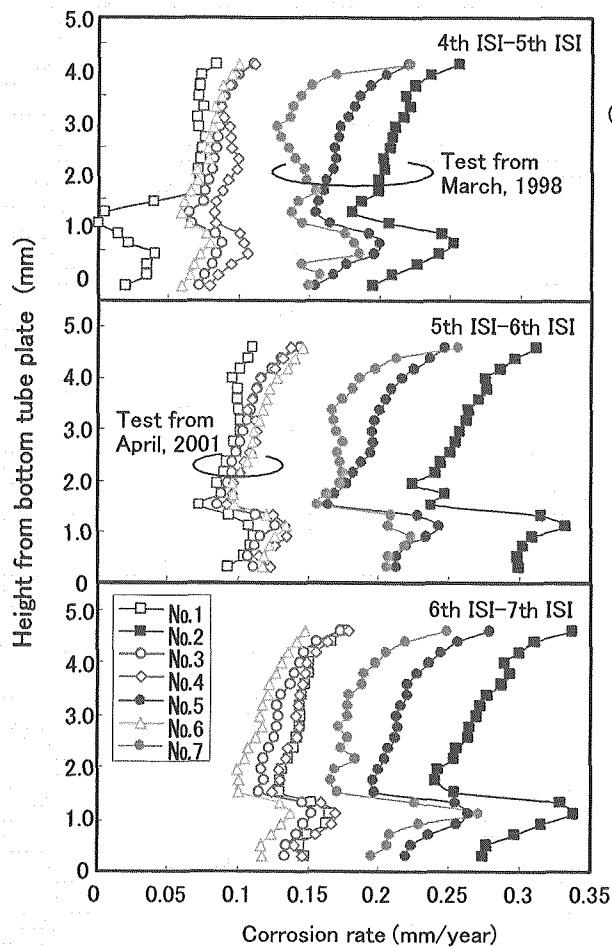 4th ISI-5th ISI
(
5.0
4.0
3.0
2.0
1.0
0
Test from
March, 1998
5th ISI-6th ISI
5.0
4.0
3.0
2.0
1.0
0
Test from
April, 2001
6th ISI-7th ISI
5.0
4.0
3.0
2.0
1.0
0
No.1
No.2
No.3
No.4
No.5
No.6
No.7
Height from bottom tube plate (mm)
0 0.05 0.1 0.15 0.2 0.25 0.3 0.35
Corrosion rate (mm/year)